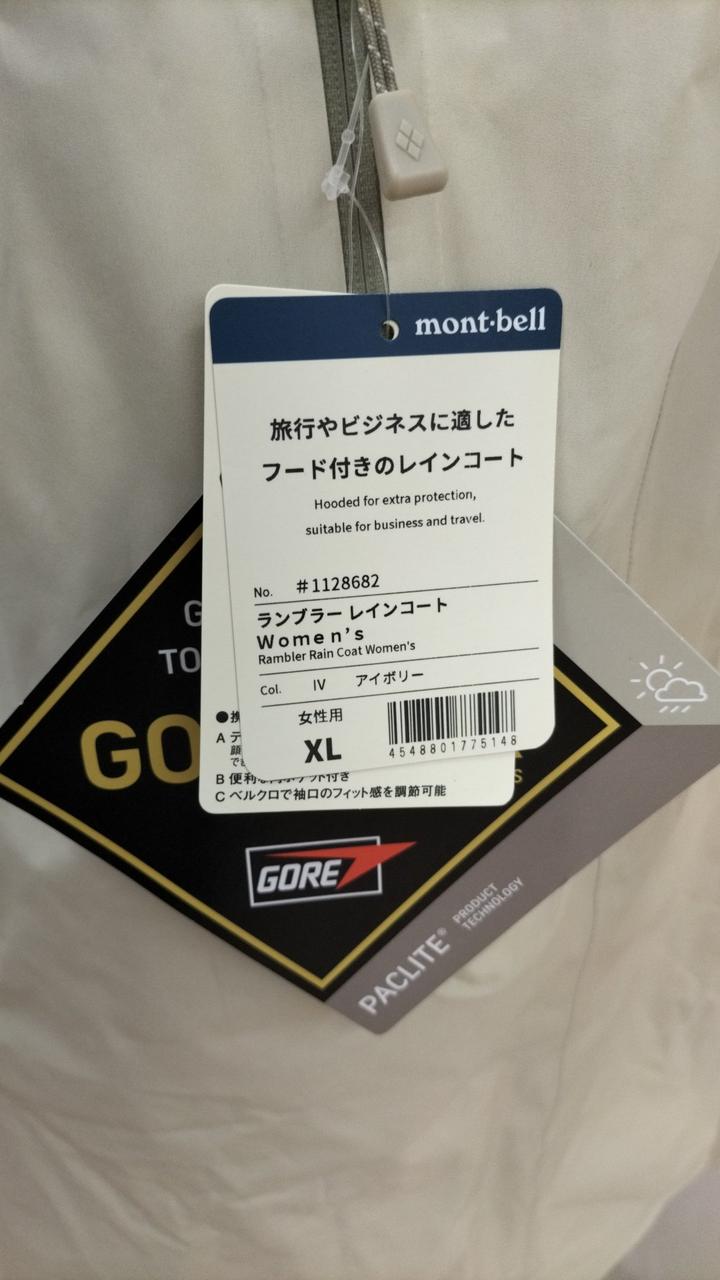 mont·bell
旅行やビジネスに適した
フード付きのレインコート
Hooded for extra protection,
suitable for business and travel.
No. #1128682
ランブラー レインコート
Women's
Rambler Rain Coat Women's
Col. IV アイボリー
女性用
XL
4548801775148
B
C ベルクロで袖口のフィット感を調節可能
GORE
PACLITE®
PRODUCT
TECHNOLOGY